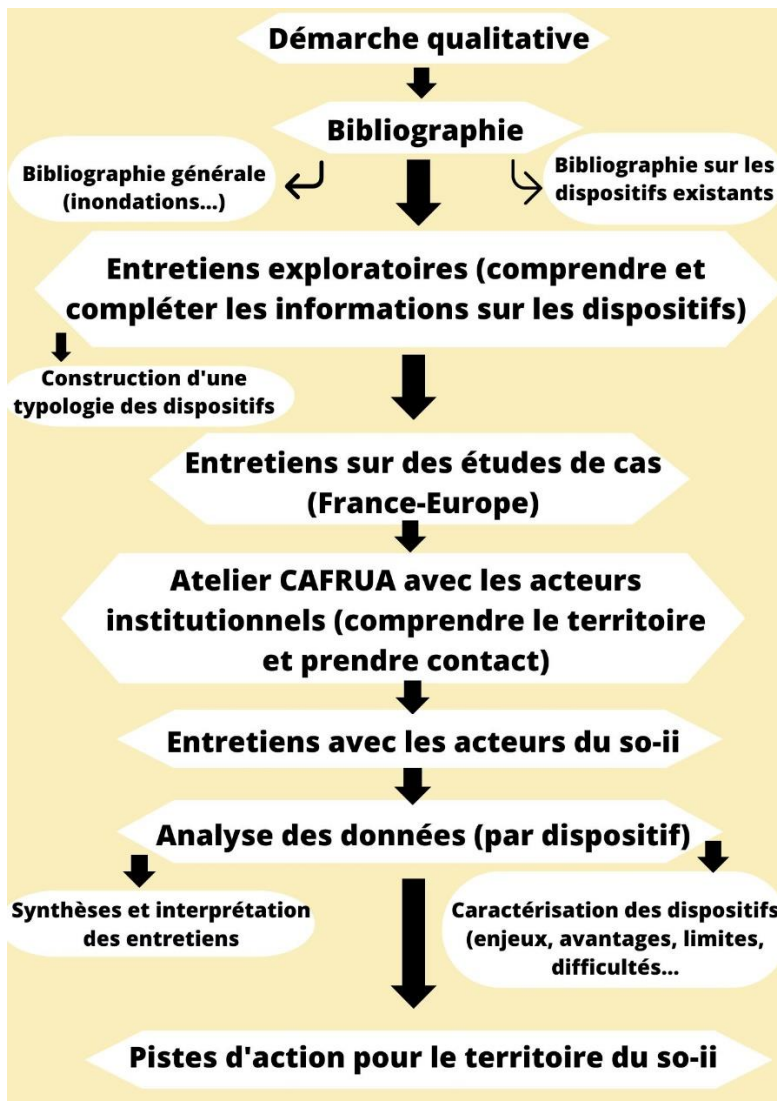 Démarche qualitative
Bibliographie
Bibliographie générale
(inondations...)
Bibliographie sur les
dispositifs existants
Entretiens exploratoires (comprendre et
compléter les informations sur les dispositifs)
Construction d'une
typologie des dispositifs
Entretiens sur des études de cas
(France-Europe)
Atelier CAFRUA avec les acteurs
institutionnels (comprendre le territoire
et prendre contact)
Entretiens avec les acteurs du so-ii
Analyse des données (par dispositif)
Synthèses et interprétation
des entretiens
Caractérisation des dispositifs
(enjeux, avantages, limites,
difficultés...
Pistes d'action pour le territoire du so-ii